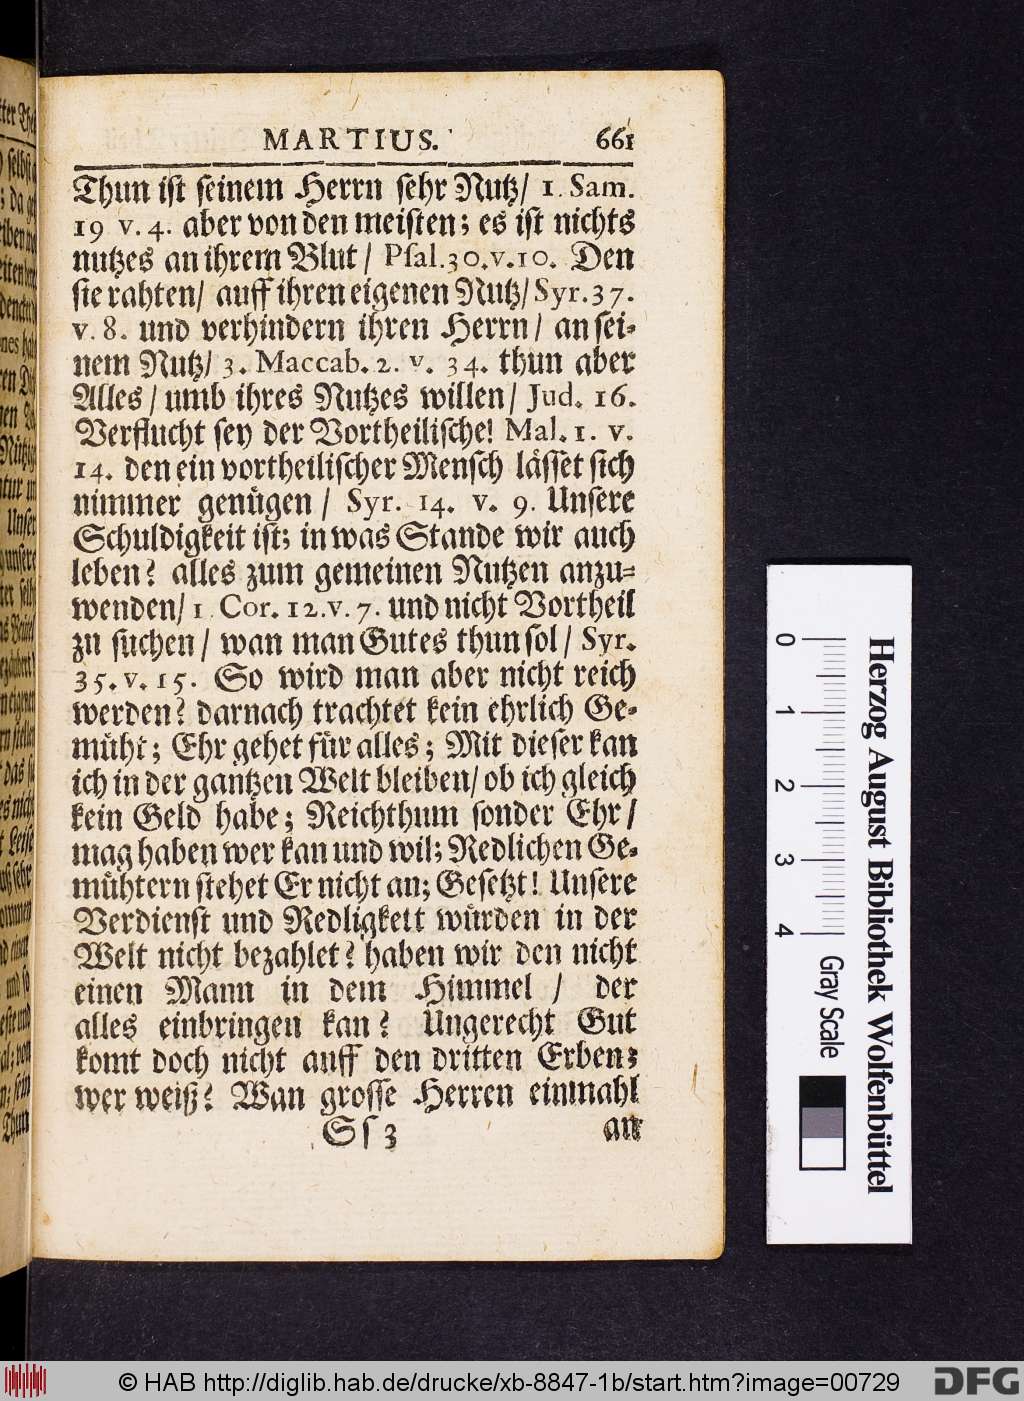 MARTIUS. 661
Thun ist seinem Herrn sehr Nutz/ 1. Sam.
19 v. 4. aber von den meisten; es ist nichts
nutzes an ihrem Blut / Psal. 30. v. 10. Den
sie rahten/ auff ihren eigenen Nutz/ Syr. 37.
v. 8. und verhindern ihren Herrn / an sei-
nem Nutz/ 3. Maccab. 2. v. 34. thun aber
Alles / umb ihres Nutzes willen / Jud. 16.
Verflucht sey der Vortheilische! Mal. 1. v.
14. den ein vortheilischer Mensch lässet sich
nimmer genügen / Syr. 14. v. 9. Unsere
Schuldigkeit ist; in was Stande wir auch
leben? alles zum gemeinen Nutzen anzu-
wenden/ 1 Cor. 12. v. 7. und nicht Vortheil
zu suchen / wan man Gutes thun sol / Syr.
35. v. 15. So wird man aber nicht reich
werden? darnach trachtet kein ehrlich Ge-
müht; Ehr gehet für alles; Mit dieser kan
ich in der gantzen Welt bleiben/ ob ich gleich
kein Geld habe; Reichthum sonder Ehr /
mag haben wer kan und wil; Redlichen Ge-
mühtern stehet Er nicht an; Gesetzt! Unsere
Verdienst und Redligkeit würden in der
Welt nicht bezahlet? haben wir den nicht
einen Mann in dem Himmel / der
alles einbringen kan? Ungerecht Gut
komt doch nicht auff den dritten Erben;
wer weiß? Wan grosse Herren einmahl
Ss 3 an
0 1 2 3 4
Gray Scale
Herzog August Bibliothek Wolfenbüttel
© HAB http://diglib.hab.de/drucke/xb-8847-1b/start.htm?image=00729
DFG